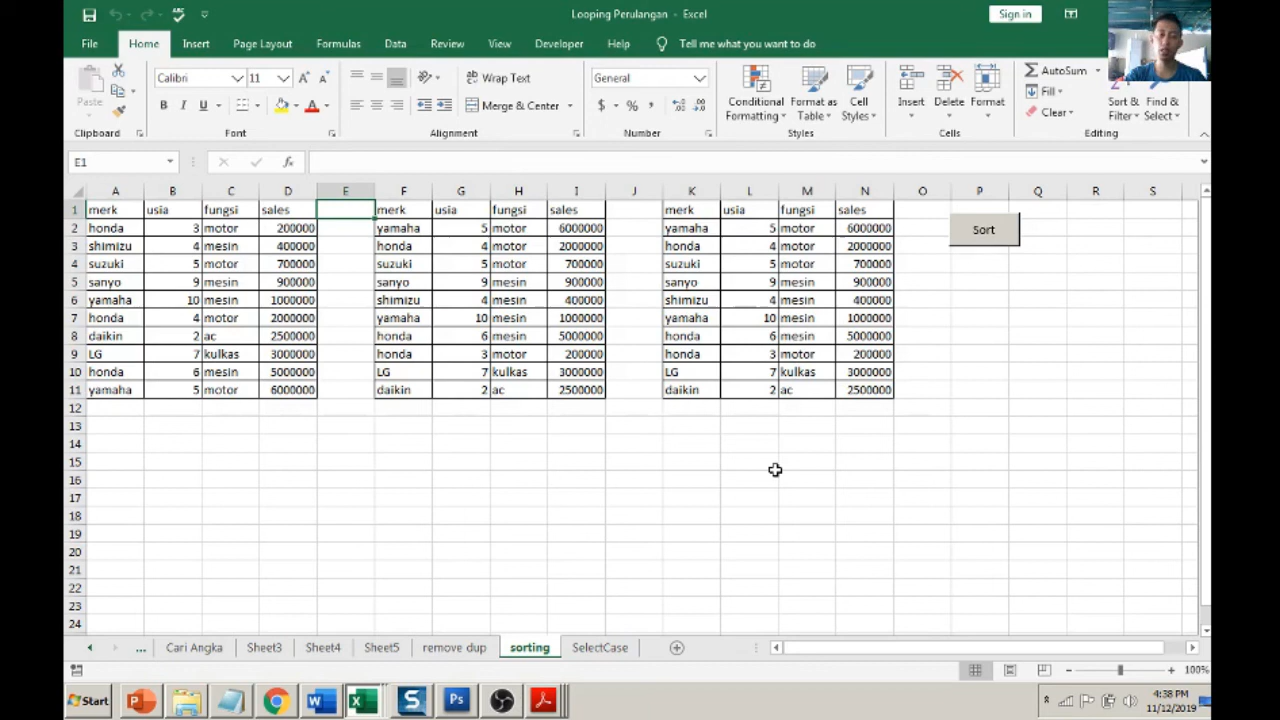 Looping Perulangan - Excel
Sign in
File Home Insert Page Layout Formulas Data Review View Developer Help Tell me what you want to do
Paste
Calibri 11
B I U
Wrap Text
Merge & Center
General
$ % ,
Conditional Formatting
Format as Table
Cell Styles
Insert
Delete
Format
AutoSum
Fill
Clear
Sort & Filter
Find & Select
Clipboard Font Alignment Number Styles Cells Editing
E1 fx
A B C D E F G H I J K L M N O P Q R S
1 merk usia fungsi sales merk usia fungsi sales merk usia fungsi sales
2 honda 3 motor 200000 yamaha 5 motor 6000000 yamaha 5 motor 6000000 Sort
3 shimizu 4 mesin 400000 honda 4 motor 2000000 honda 4 motor 2000000
4 suzuki 5 motor 700000 suzuki 5 motor 700000 suzuki 5 motor 700000
5 sanyo 9 mesin 900000 sanyo 9 mesin 900000 sanyo 9 mesin 900000
6 yamaha 10 mesin 1000000 shimizu 4 mesin 400000 shimizu 4 mesin 400000
7 honda 4 motor 2000000 yamaha 10 mesin 1000000 yamaha 10 mesin 1000000
8 daikin 2 ac 2500000 honda 6 mesin 5000000 honda 6 mesin 5000000
9 LG 7 kulkas 3000000 honda 3 motor 200000 honda 3 motor 200000
10 honda 6 mesin 5000000 LG 7 kulkas 3000000 LG 7 kulkas 3000000
11 yamaha 5 motor 6000000 daikin 2 ac 2500000 daikin 2 ac 2500000
12
13
14
15
16
17
18
19
20
21
22
23
24
... Cari Angka Sheet3 Sheet4 Sheet5 remove dup sorting SelectCase
100%
Start
4:38 PM
11/12/2019